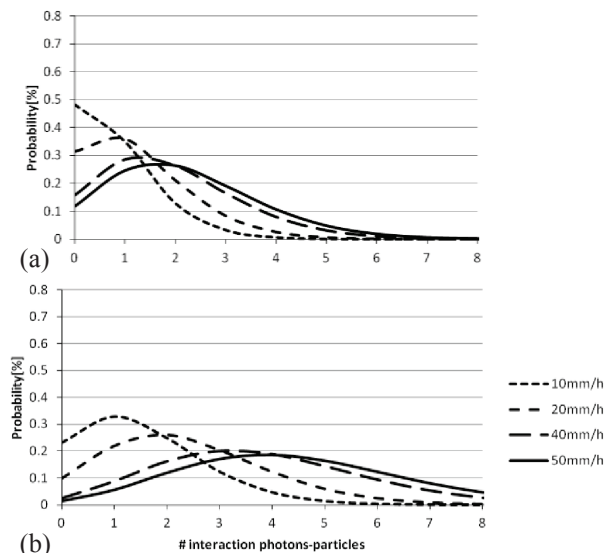 0.8
0.7
0.6
0.5
0.4
0.3
0.2
0.1
0
Probability[%]
0 1 2 3 4 5 6 7 8
(a)
0.8
0.7
0.6
0.5
0.4
0.3
0.2
0.1
0
Probability[%]
0 1 2 3 4 5 6 7 8
# interaction photons-particles
(b)
10mm/h
20mm/h
40mm/h
50mm/h